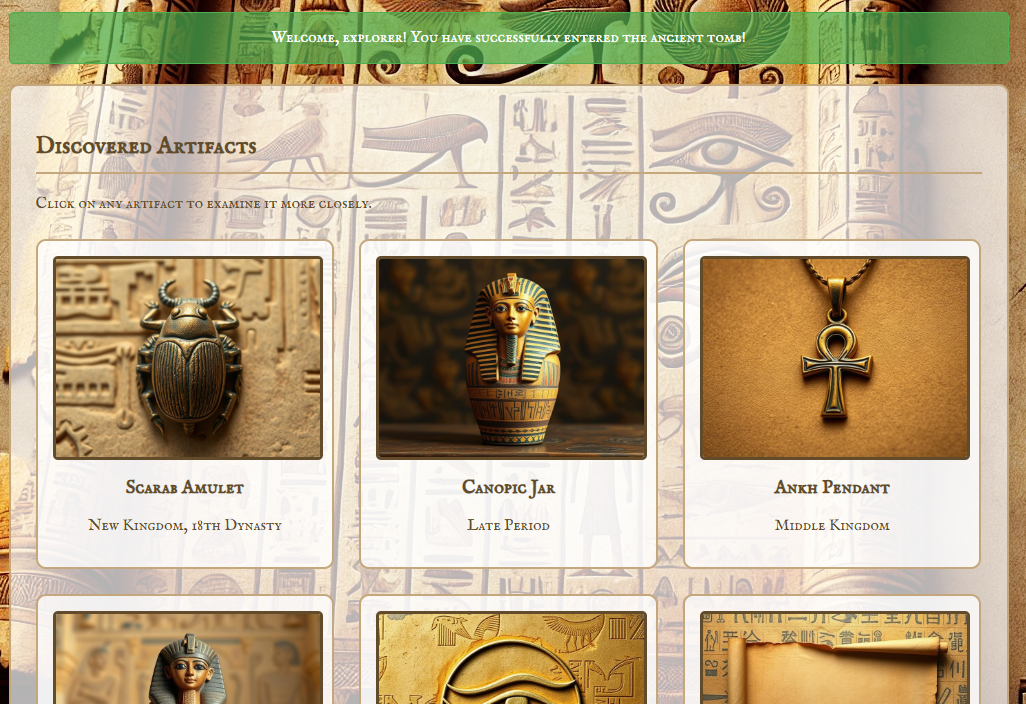 Welcome, explorer! You have successfully entered the ancient tomb!
Discovered Artifacts
Click on any artifact to examine it more closely.
Scarab Amulet
New Kingdom, 18th Dynasty
Canopic Jar
Late Period
Ankh Pendant
Middle Kingdom